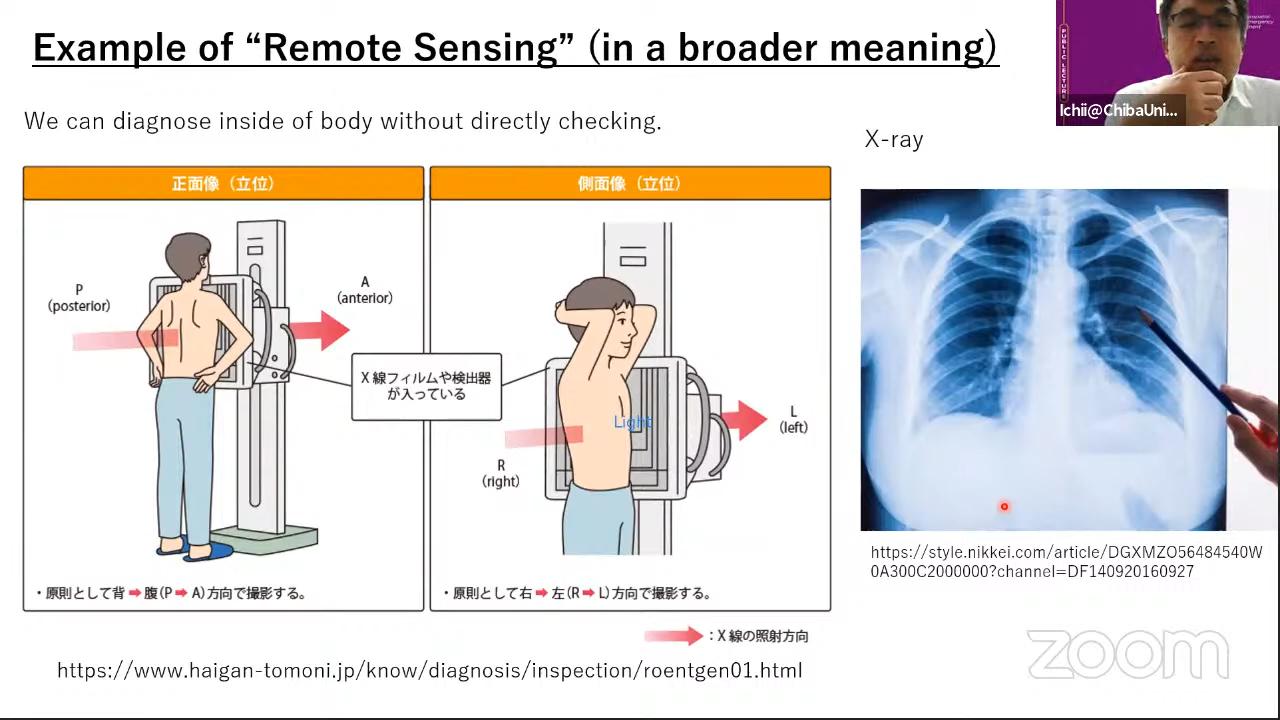 Example of “Remote Sensing” (in a broader meaning)
PUBLIC LECTURE
Ichii@ChibaUni...
We can diagnose inside of body without directly checking.
X-ray
正面像（立位）
側面像（立位）
P
(posterior)
A
(anterior)
X 線フィルムや検出器
が入っている
Light
L
(left)
R
(right)
・原則として背➡腹（P➡A）方向で撮影する。
・原則として右➡左（R➡L）方向で撮影する。
：X 線の照射方向
https://style.nikkei.com/article/DGXMZO56484540W
0A300C2000000?channel=DF140920160927
https://www.haigan-tomoni.jp/know/diagnosis/inspection/roentgen01.html
zoom